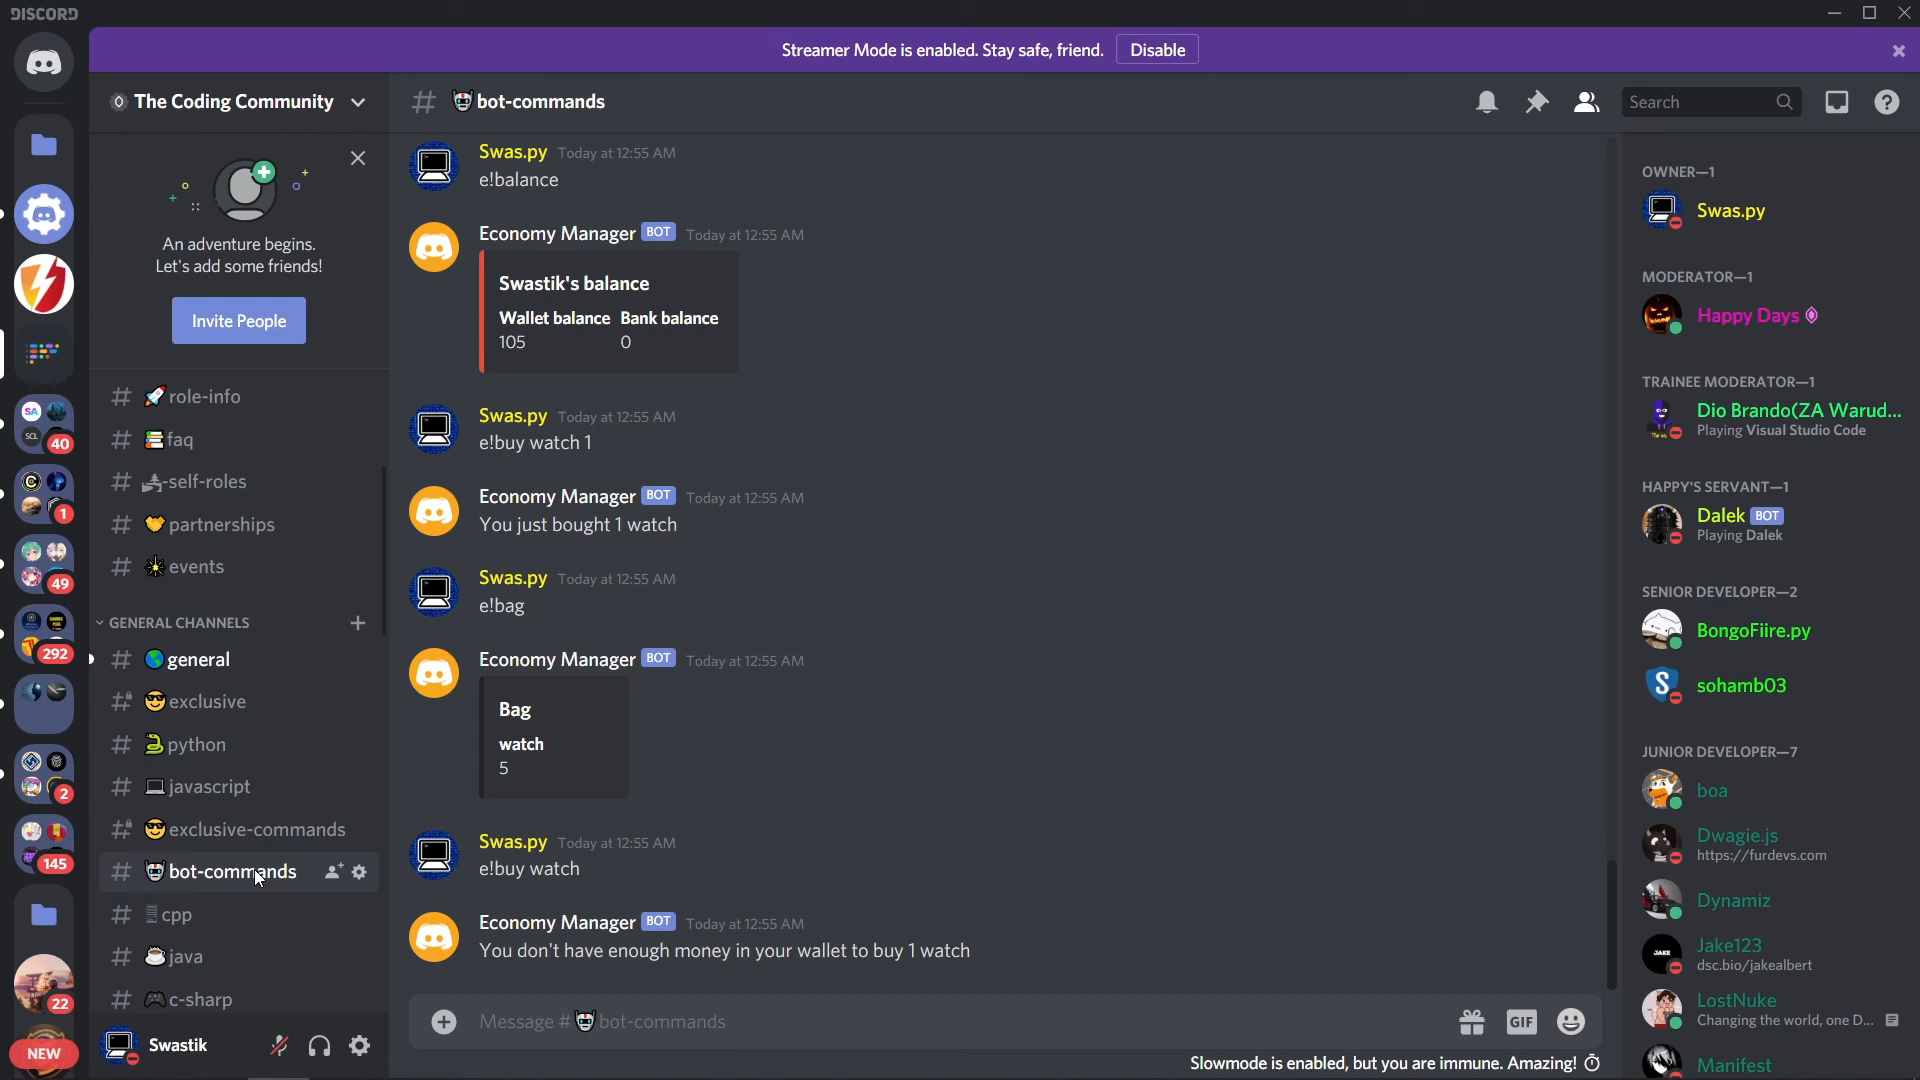 DISCORD
Streamer Mode is enabled. Stay safe, friend. Disable
The Coding Community
bot-commands
Search
An adventure begins.
Let's add some friends!
Invite People
role-info
faq
-self-roles
partnerships
events
GENERAL CHANNELS
general
exclusive
python
javascript
exclusive-commands
bot-commands
cpp
java
c-sharp
Swastik
SA
SCL
40
1
49
292
2
145
22
NEW
Swas.py Today at 12:55 AM
e!balance
Economy Manager BOT Today at 12:55 AM
Swastik's balance
Wallet balance Bank balance
105 0
Swas.py Today at 12:55 AM
e!buy watch 1
Economy Manager BOT Today at 12:55 AM
You just bought 1 watch
Swas.py Today at 12:55 AM
e!bag
Economy Manager BOT Today at 12:55 AM
Bag
watch
5
Swas.py Today at 12:55 AM
e!buy watch
Economy Manager BOT Today at 12:55 AM
You don't have enough money in your wallet to buy 1 watch
Message # bot-commands
GIF
Slowmode is enabled, but you are immune. Amazing!
OWNER—1
Swas.py
MODERATOR—1
Happy Days
TRAINEE MODERATOR—1
Dio Brando(ZA Warud...
Playing Visual Studio Code
HAPPY'S SERVANT—1
Dalek BOT
Playing Dalek
SENIOR DEVELOPER—2
BongoFiire.py
sohamb03
JUNIOR DEVELOPER—7
boa
Dwagie.js
https://furdevs.com
Dynamiz
JAKE
Jake123
dsc.bio/jakealbert
LostNuke
Changing the world, one D...
Manifest